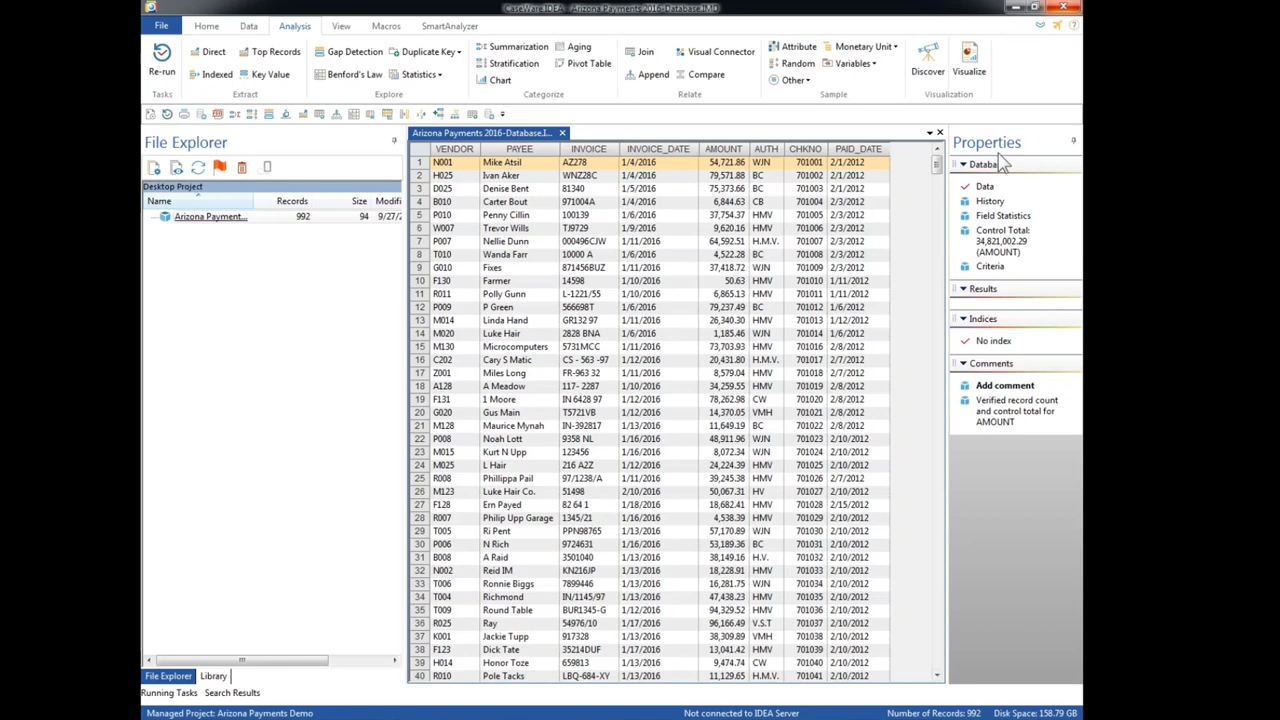 CaseWare IDEA - Arizona Payments 2016-Database.IMD
File Home Data Analysis View Macros SmartAnalyzer
Re-run
Tasks
Direct Top Records
Indexed Key Value
Extract
Gap Detection Duplicate Key
Benford's Law Statistics
Explore
Summarization Aging
Stratification Pivot Table
Chart
Categorize
Join Visual Connector
Append Compare
Relate
Attribute Monetary Unit
Random Variables
Other
Sample
Discover Visualize
Visualization
File Explorer
Desktop Project
Name Records Size Modifi
Arizona Payment... 992 94 9/27/2
File Explorer Library
Running Tasks Search Results
Arizona Payments 2016-Database.I...
VENDOR PAYEE INVOICE INVOICE_DATE AMOUNT AUTH CHKNO PAID_DATE
1 N001 Mike Atsil AZ278 1/4/2016 54,721.86 WJN 701001 2/1/2012
2 H025 Ivan Aker WNZ28C 1/4/2016 79,571.88 BC 701002 2/3/2012
3 D025 Denise Bent 81340 1/5/2016 75,373.66 BC 701003 2/3/2012
4 B010 Carter Bout 971004A 1/5/2016 6,844.63 CB 701004 2/3/2012
5 P010 Penny Cillin 100139 1/6/2016 37,754.37 HMV 701005 2/3/2012
6 W007 Trevor Wills TJ9729 1/9/2016 9,620.16 HMV 701006 2/3/2012
7 P007 Nellie Dunn 000496CJW 1/11/2016 64,592.51 H.M.V. 701007 2/3/2012
8 T010 Wanda Farr 10000 A 1/6/2016 4,522.28 BC 701008 2/3/2012
9 G010 Fixes 871456BUZ 1/11/2016 37,418.72 WJN 701009 2/3/2012
10 F130 Farmer 14598 1/10/2016 50.63 HMV 701010 1/11/2012
11 R011 Polly Gunn L-1221/55 1/10/2016 6,865.13 HMV 701011 1/11/2012
12 P009 P Green 5666987 1/6/2016 79,237.49 BC 701012 1/6/2012
13 M014 Linda Hand GR132 97 1/11/2016 26,340.30 HMV 701013 1/12/2012
14 M020 Luke Hair 2828 BNA 1/6/2016 1,185.46 WJN 701014 1/6/2012
15 M130 Microcomputers 5731MCC 1/11/2016 73,703.93 HMV 701015 2/8/2012
16 C202 Cary S Matic CS - 563 -97 1/12/2016 20,431.80 H.M.V. 701016 2/7/2012
17 Z001 Miles Long FR-963 32 1/11/2016 8,579.04 HMV 701017 2/8/2012
18 A128 A Meadow 117- 2287 1/10/2016 34,259.55 HMV 701018 2/8/2012
19 F131 1 Moore IN 6428 97 1/12/2016 78,262.98 CW 701019 2/8/2012
20 G020 Gus Main T5721VB 1/11/2016 14,370.05 VMH 701020 2/8/2012
21 M128 Maurice Mynah IN-392817 1/13/2016 11,649.19 BC 701021 2/8/2012
22 P008 Noah Lott 9358 NL 1/13/2016 48,911.96 WJN 701022 2/10/2012
23 M015 Kurt N Upp 123456 1/13/2016 8,072.34 WJN 701023 2/10/2012
24 M025 L Hair 216 A2Z 1/13/2016 24,224.39 HMV 701024 2/10/2012
25 R008 Phillippa Pail 97/1238/A 1/11/2016 39,245.38 HMV 701025 2/7/2012
26 M123 Luke Hair Co. 51498 2/10/2016 50,067.31 HV 701026 2/10/2012
27 F128 Ern Payed 82 64 1 1/18/2016 18,682.41 HMV 701027 2/15/2012
28 R007 Philip Upp Garage 1345/21 1/16/2016 4,538.39 HMV 701029 2/10/2012
29 T005 Ri Pent PPN98765 1/13/2016 57,169.83 WJN 701030 2/10/2012
30 P006 N Rich 9724631 1/16/2016 53,189.36 BC 701031 2/10/2012
31 B008 A Raid 3501040 1/13/2016 38,149.16 H.V. 701032 2/10/2012
32 N002 Reid IM KN216JP 1/13/2016 18,228.91 HMV 701033 2/10/2012
33 T006 Ronnie Biggs 7899446 1/13/2016 16,281.75 WJN 701034 2/10/2012
34 T004 Richmond IN/1145/97 1/13/2016 47,438.23 HMV 701035 2/10/2012
35 T009 Round Table BUR1345-G 1/13/2016 94,329.52 HMV 701036 2/10/2012
36 R025 Ray 54976/10 1/17/2016 96,166.49 V.S.T 701037 2/10/2012
37 K001 Jackie Tupp 917328 1/13/2016 38,309.89 VMH 701038 2/10/2012
38 F123 Dick Tate 35214DUF 1/17/2016 13,041.42 HMV 701039 2/10/2012
39 H014 Honor Toze 659813 1/13/2016 9,474.74 CW 701040 2/10/2012
40 R010 Pole Tacks LBQ-684-XY 1/13/2016 11,129.65 H.M.V. 701041 2/10/2012
Properties
Data
History
Field Statistics
Control Total:
34,821,002.29
(AMOUNT)
Criteria
Results
Indices
No index
Comments
Add comment
Verified record count
and control total for
AMOUNT
Managed Project: Arizona Payments Demo Not connected to IDEA Server Number of Records: 992 Disk Space: 158.79 GB